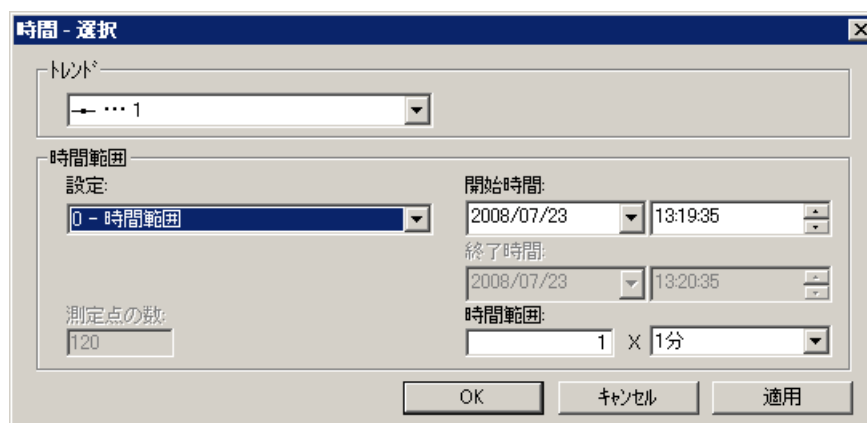 時間 - 選択
トレンド
… 1
時間範囲
設定:
開始時間:
0 - 時間範囲
2008/07/23
13:19:35
終了時間:
2008/07/23
13:20:35
測定点の数:
時間範囲:
120
1 X 1分
OK
キャンセル
適用